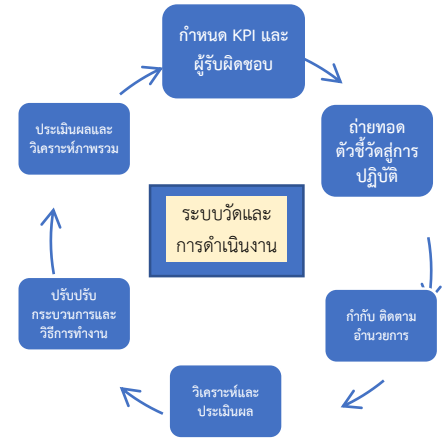 กำหนด KPI และ
ผู้รับผิดชอบ
ถ่ายทอด
ตัวชี้วัดสู่การ
ปฏิบัติ
กำกับ ติดตาม
อำนวยการ
วิเคราะห์และ
ประเมินผล
ปรับปรับ
กระบวนการและ
วิธีการทำงาน
ประเมินผลและ
วิเคราะห์ภาพรวม
ระบบวัดและ
การดำเนินงาน